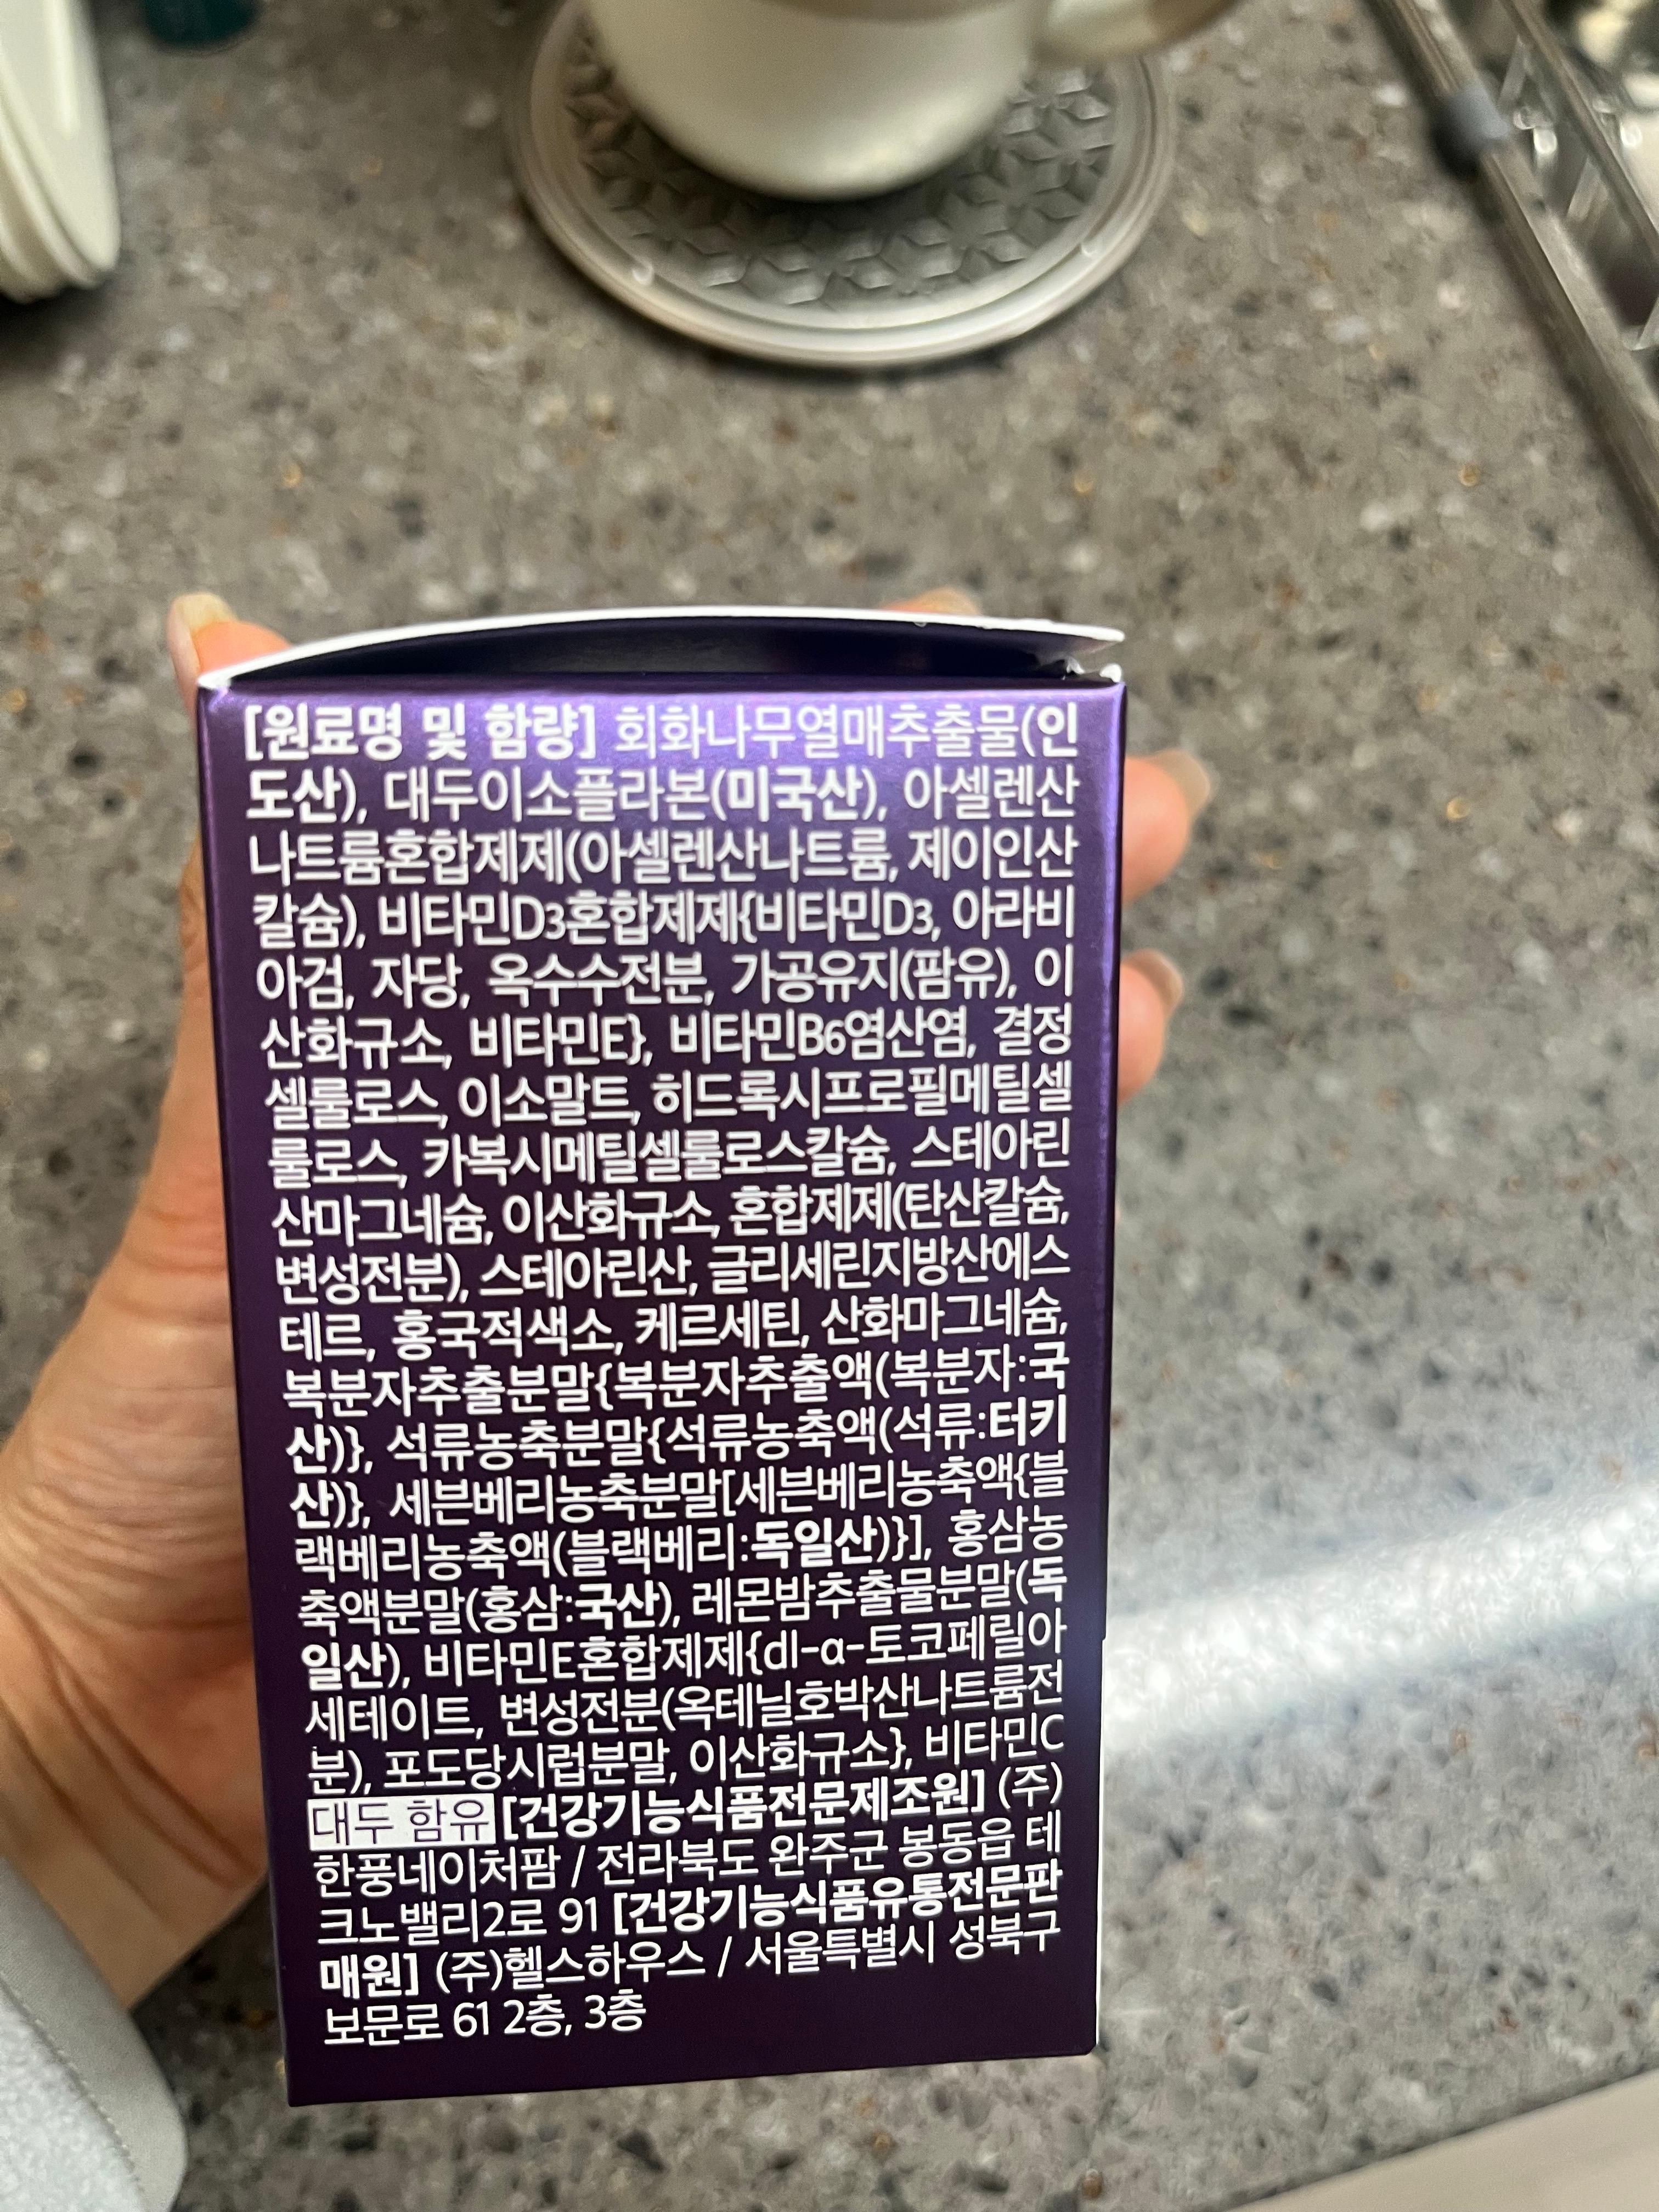 [원료명 및 함량] 회화나무열매추출물(인
도산), 대두이소플라본(미국산), 아셀렌산
나트륨혼합제제(아셀렌산나트륨, 제이인산
칼슘), 비타민D3혼합제제{비타민D3, 아라비
아검, 자당, 옥수수전분, 가공유지(팜유), 이
산화규소, 비타민E}, 비타민B6염산염, 결정
셀룰로스, 이소말트, 히드록시프로필메틸셀
룰로스, 카복시메틸셀룰로스칼슘, 스테아린
산마그네슘, 이산화규소, 혼합제제(탄산칼슘,
변성전분), 스테아린산, 글리세린지방산에스
테르, 홍국적색소, 케르세틴, 산화마그네슘,
복분자추출분말{복분자추출액(복분자:국
산)}, 석류농축분말{석류농축액(석류:터키
산)}, 세븐베리농축분말[세븐베리농축액{블
랙베리농축액(블랙베리:독일산)}], 홍삼농
축액분말(홍삼:국산), 레몬밤추출물분말(독
일산), 비타민E혼합제제{dl-α-토코페릴아
세테이트, 변성전분(옥테닐호박산나트륨전
분), 포도당시럽분말, 이산화규소}, 비타민C
대두 함유 [건강기능식품전문제조원] (주)
한풍네이처팜 / 전라북도 완주군 봉동읍 테
크노밸리2로 91 [건강기능식품유통전문판
매원] (주)헬스하우스 / 서울특별시 성북구
보문로 61 2층, 3층